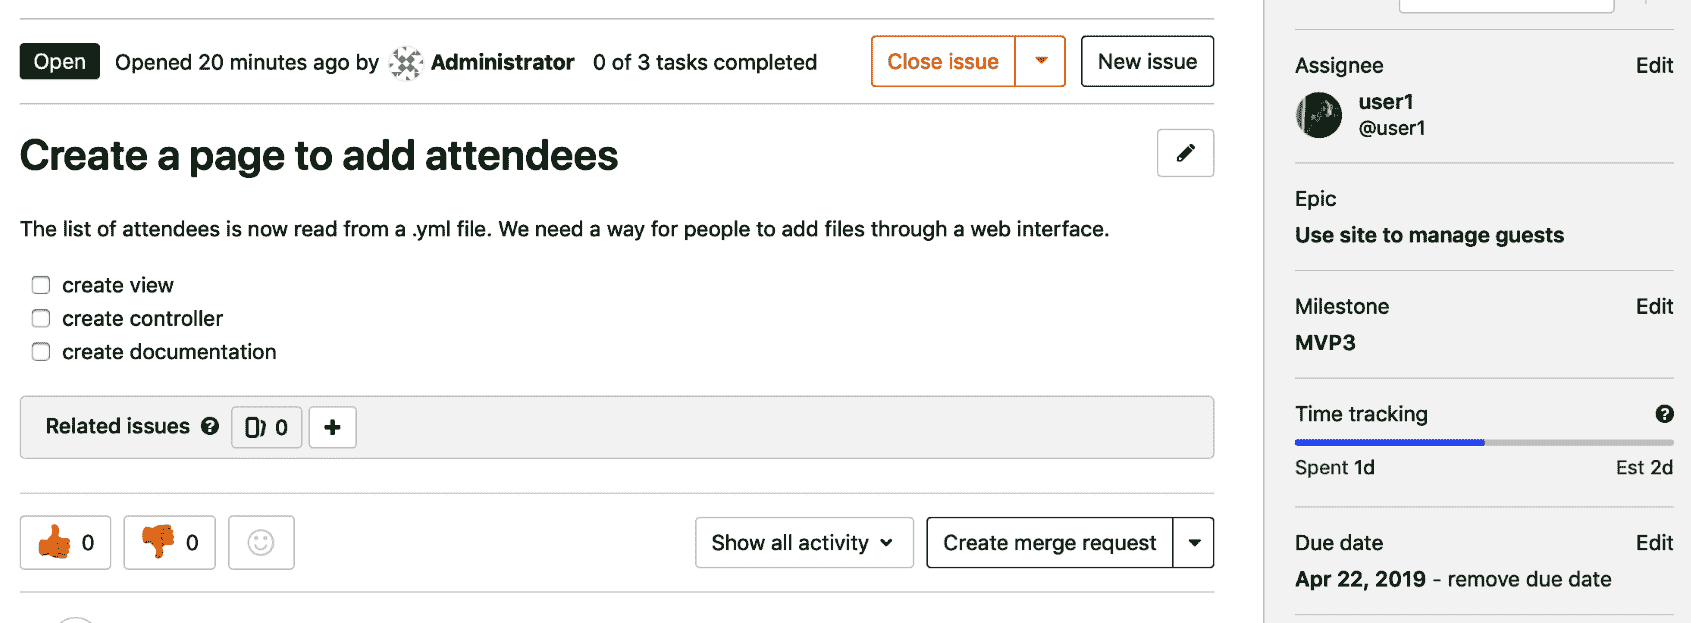 Open Opened 20 minutes ago by Administrator 0 of 3 tasks completed Close issue New issue
Create a page to add attendees
The list of attendees is now read from a .yml file. We need a way for people to add files through a web interface.
create view
create controller
create documentation
Related issues ? 0 +
0 0 Show all activity Create merge request
Assignee Edit
user1
@user1
Epic
Use site to manage guests
Milestone Edit
MVP3
Time tracking ?
Spent 1d Est 2d
Due date Edit
Apr 22, 2019 - remove due date